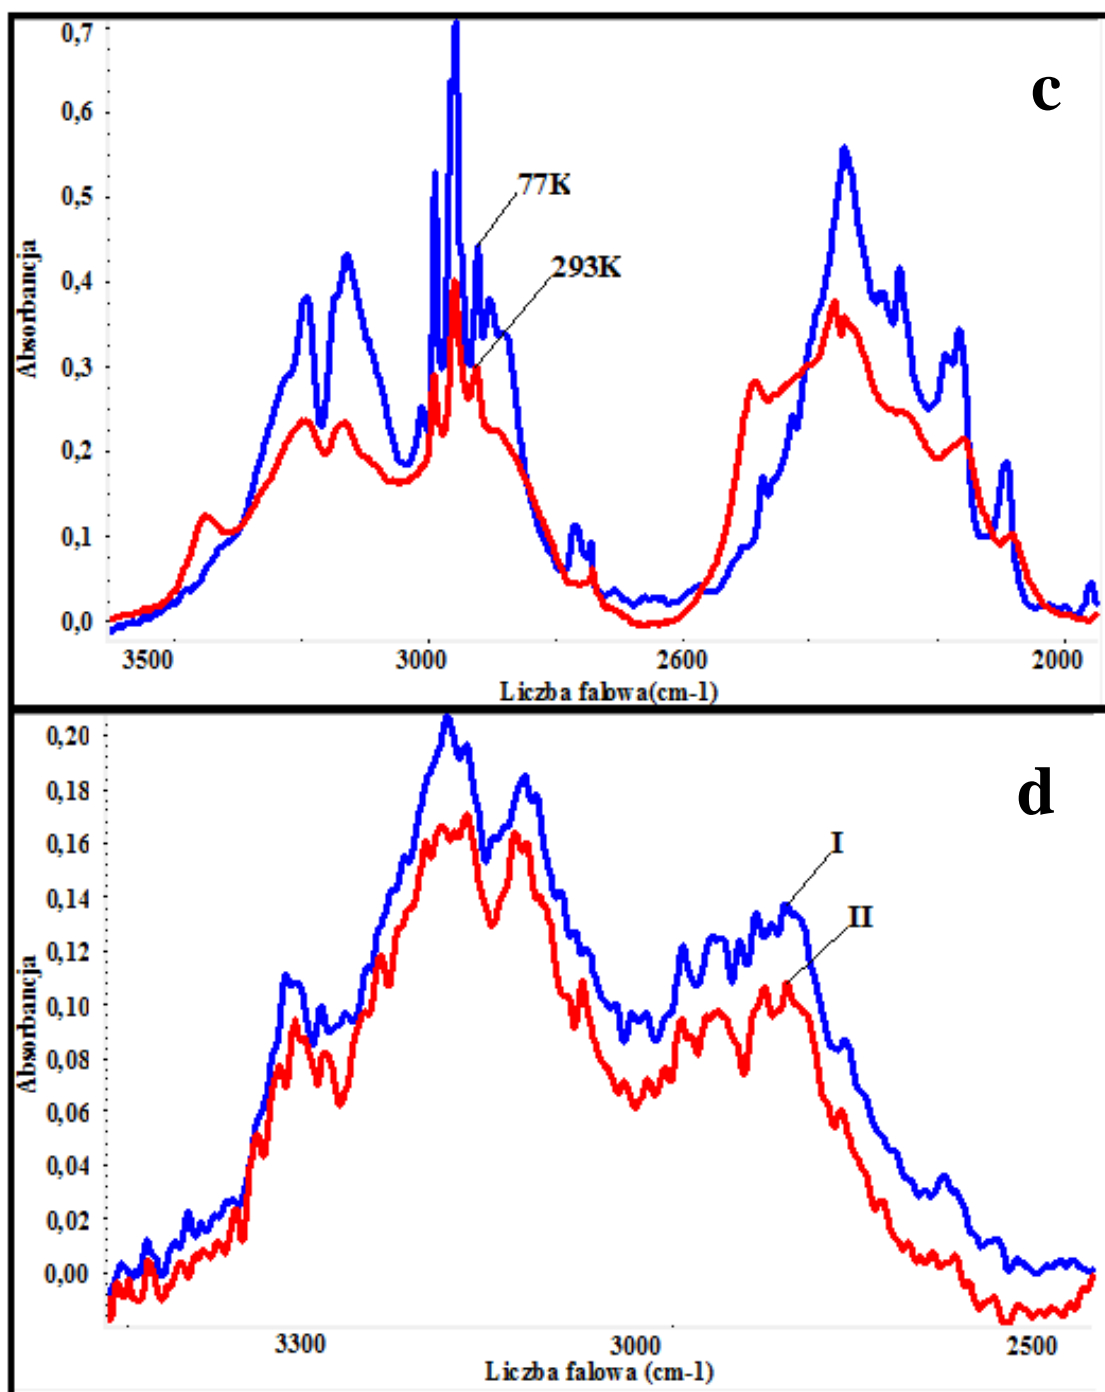 c
0,7
0,6
0,5
0,4
0,3
0,2
0,1
0,0
Absorbancja
77K
293K
3500 3000 2600 2000
Liczba falowa(cm-1)
d
0,20
0,18
0,16
0,14
0,12
0,10
0,08
0,06
0,04
0,02
0,00
Absorbancja
I
II
3300 3000 2500
Liczba falowa (cm-1)